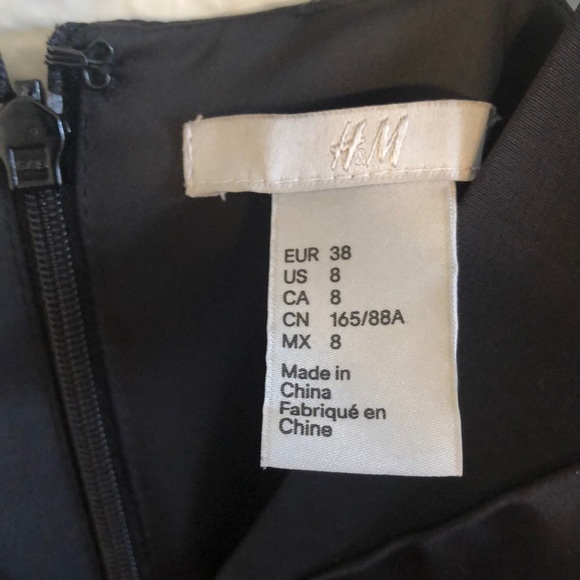 H&M
EUR 38
US 8
CA 8
CN 165/88A
MX 8
Made in
China
Fabriqué en
Chine